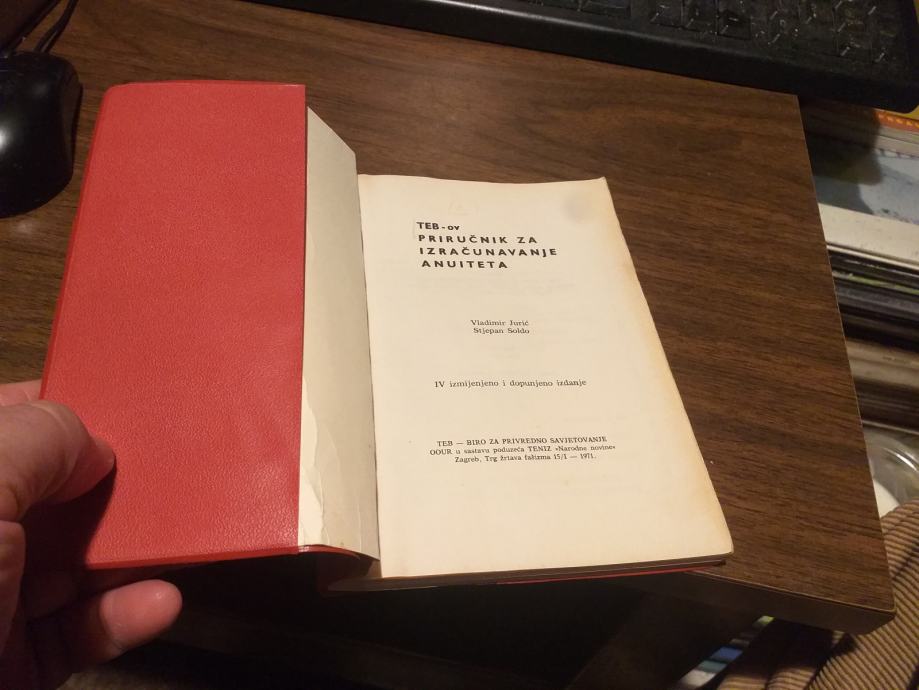 TEB-ov
PRIRUČNIK ZA
IZRAČUNAVANJE
ANUITETA
Vladimir Jurić
Stjepan Soldo
IV izmijenjeno i dopunjeno izdanje
TEB — BIRO ZA PRIVREDNO SAVJETOVANJE
OOUR u sastavu poduzeća TENIZ »Narodne novine«
Zagreb, Trg žrtava fašizma 15/I — 1971.